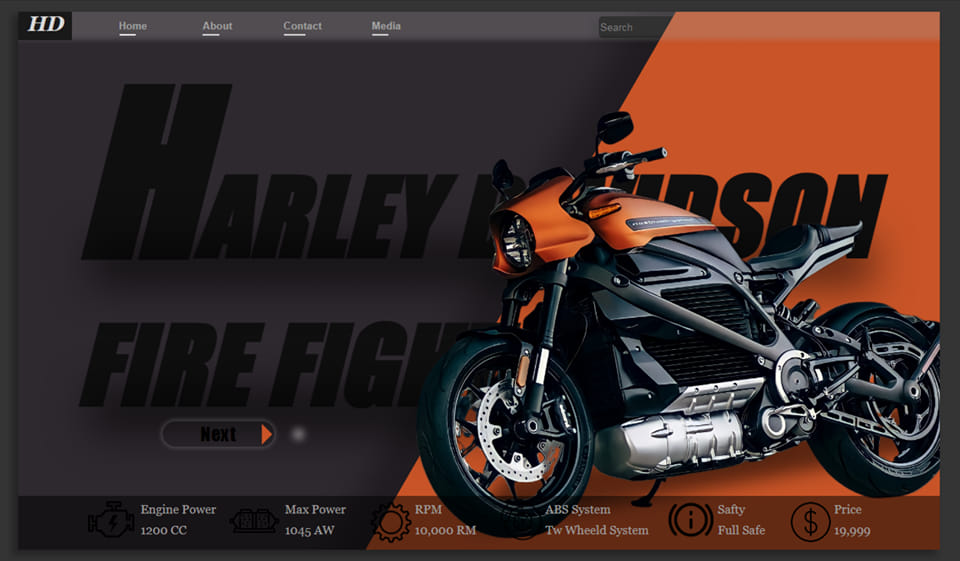 HD
Home
About
Contact
Media
Search
HARLEY DAVIDSON
FIRE FIGH
Next
Engine Power
1200 CC
Max Power
1045 AW
RPM
10,000 RM
ABS System
Tw Wheeld System
Safty
Full Safe
Price
19,999